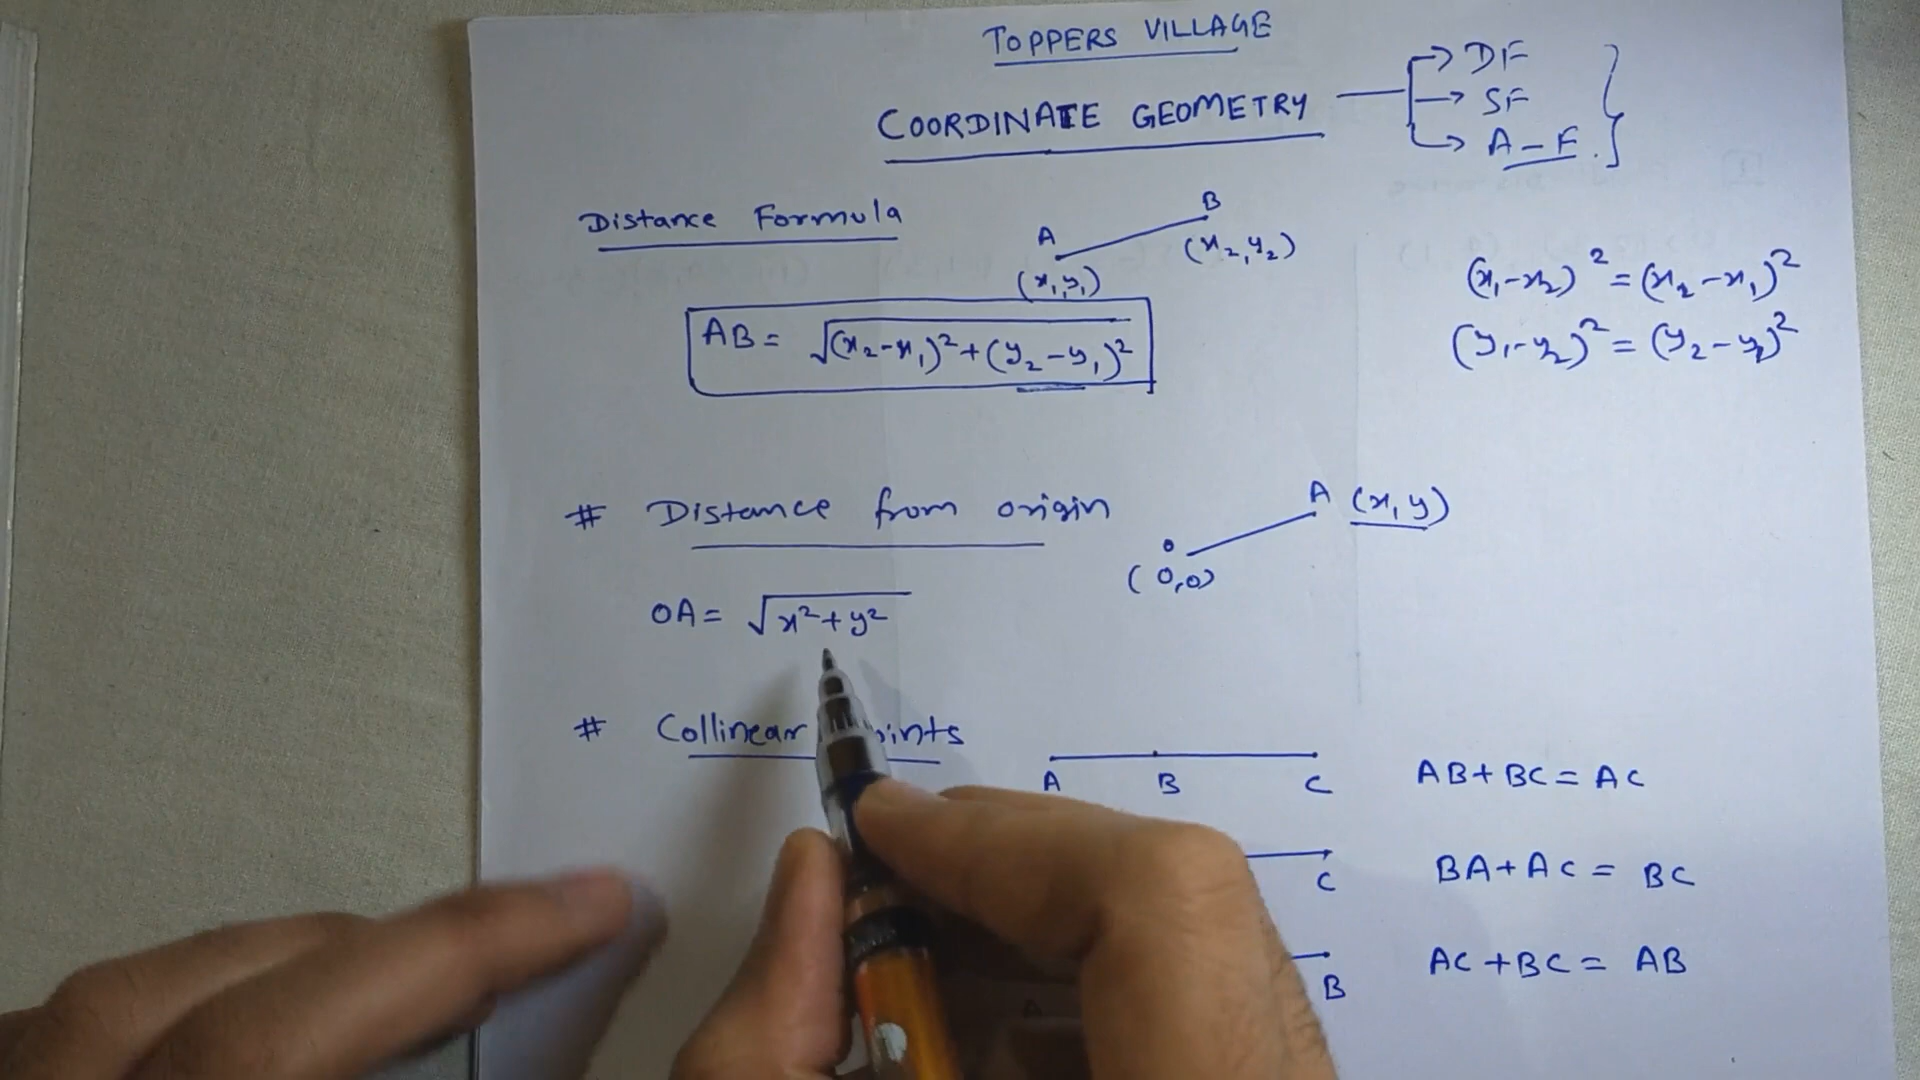 TOPPERS VILLAGE
COORDINATE GEOMETRY → DF
→ SF
→ A-F.
Distance Formula
A B
(x₁,y₁) (x₂,y₂)
AB = √(x₂-x₁)²+(y₂-y₁)²
(x₁-x₂)² = (x₂-x₁)²
(y₁-y₂)² = (y₂-y₁)²
# Distance from origin
O A (x,y)
(0,0)
OA = √x²+y²
# Collinear
A B C AB+BC = AC
C BA+AC = BC
B AC+BC = AB